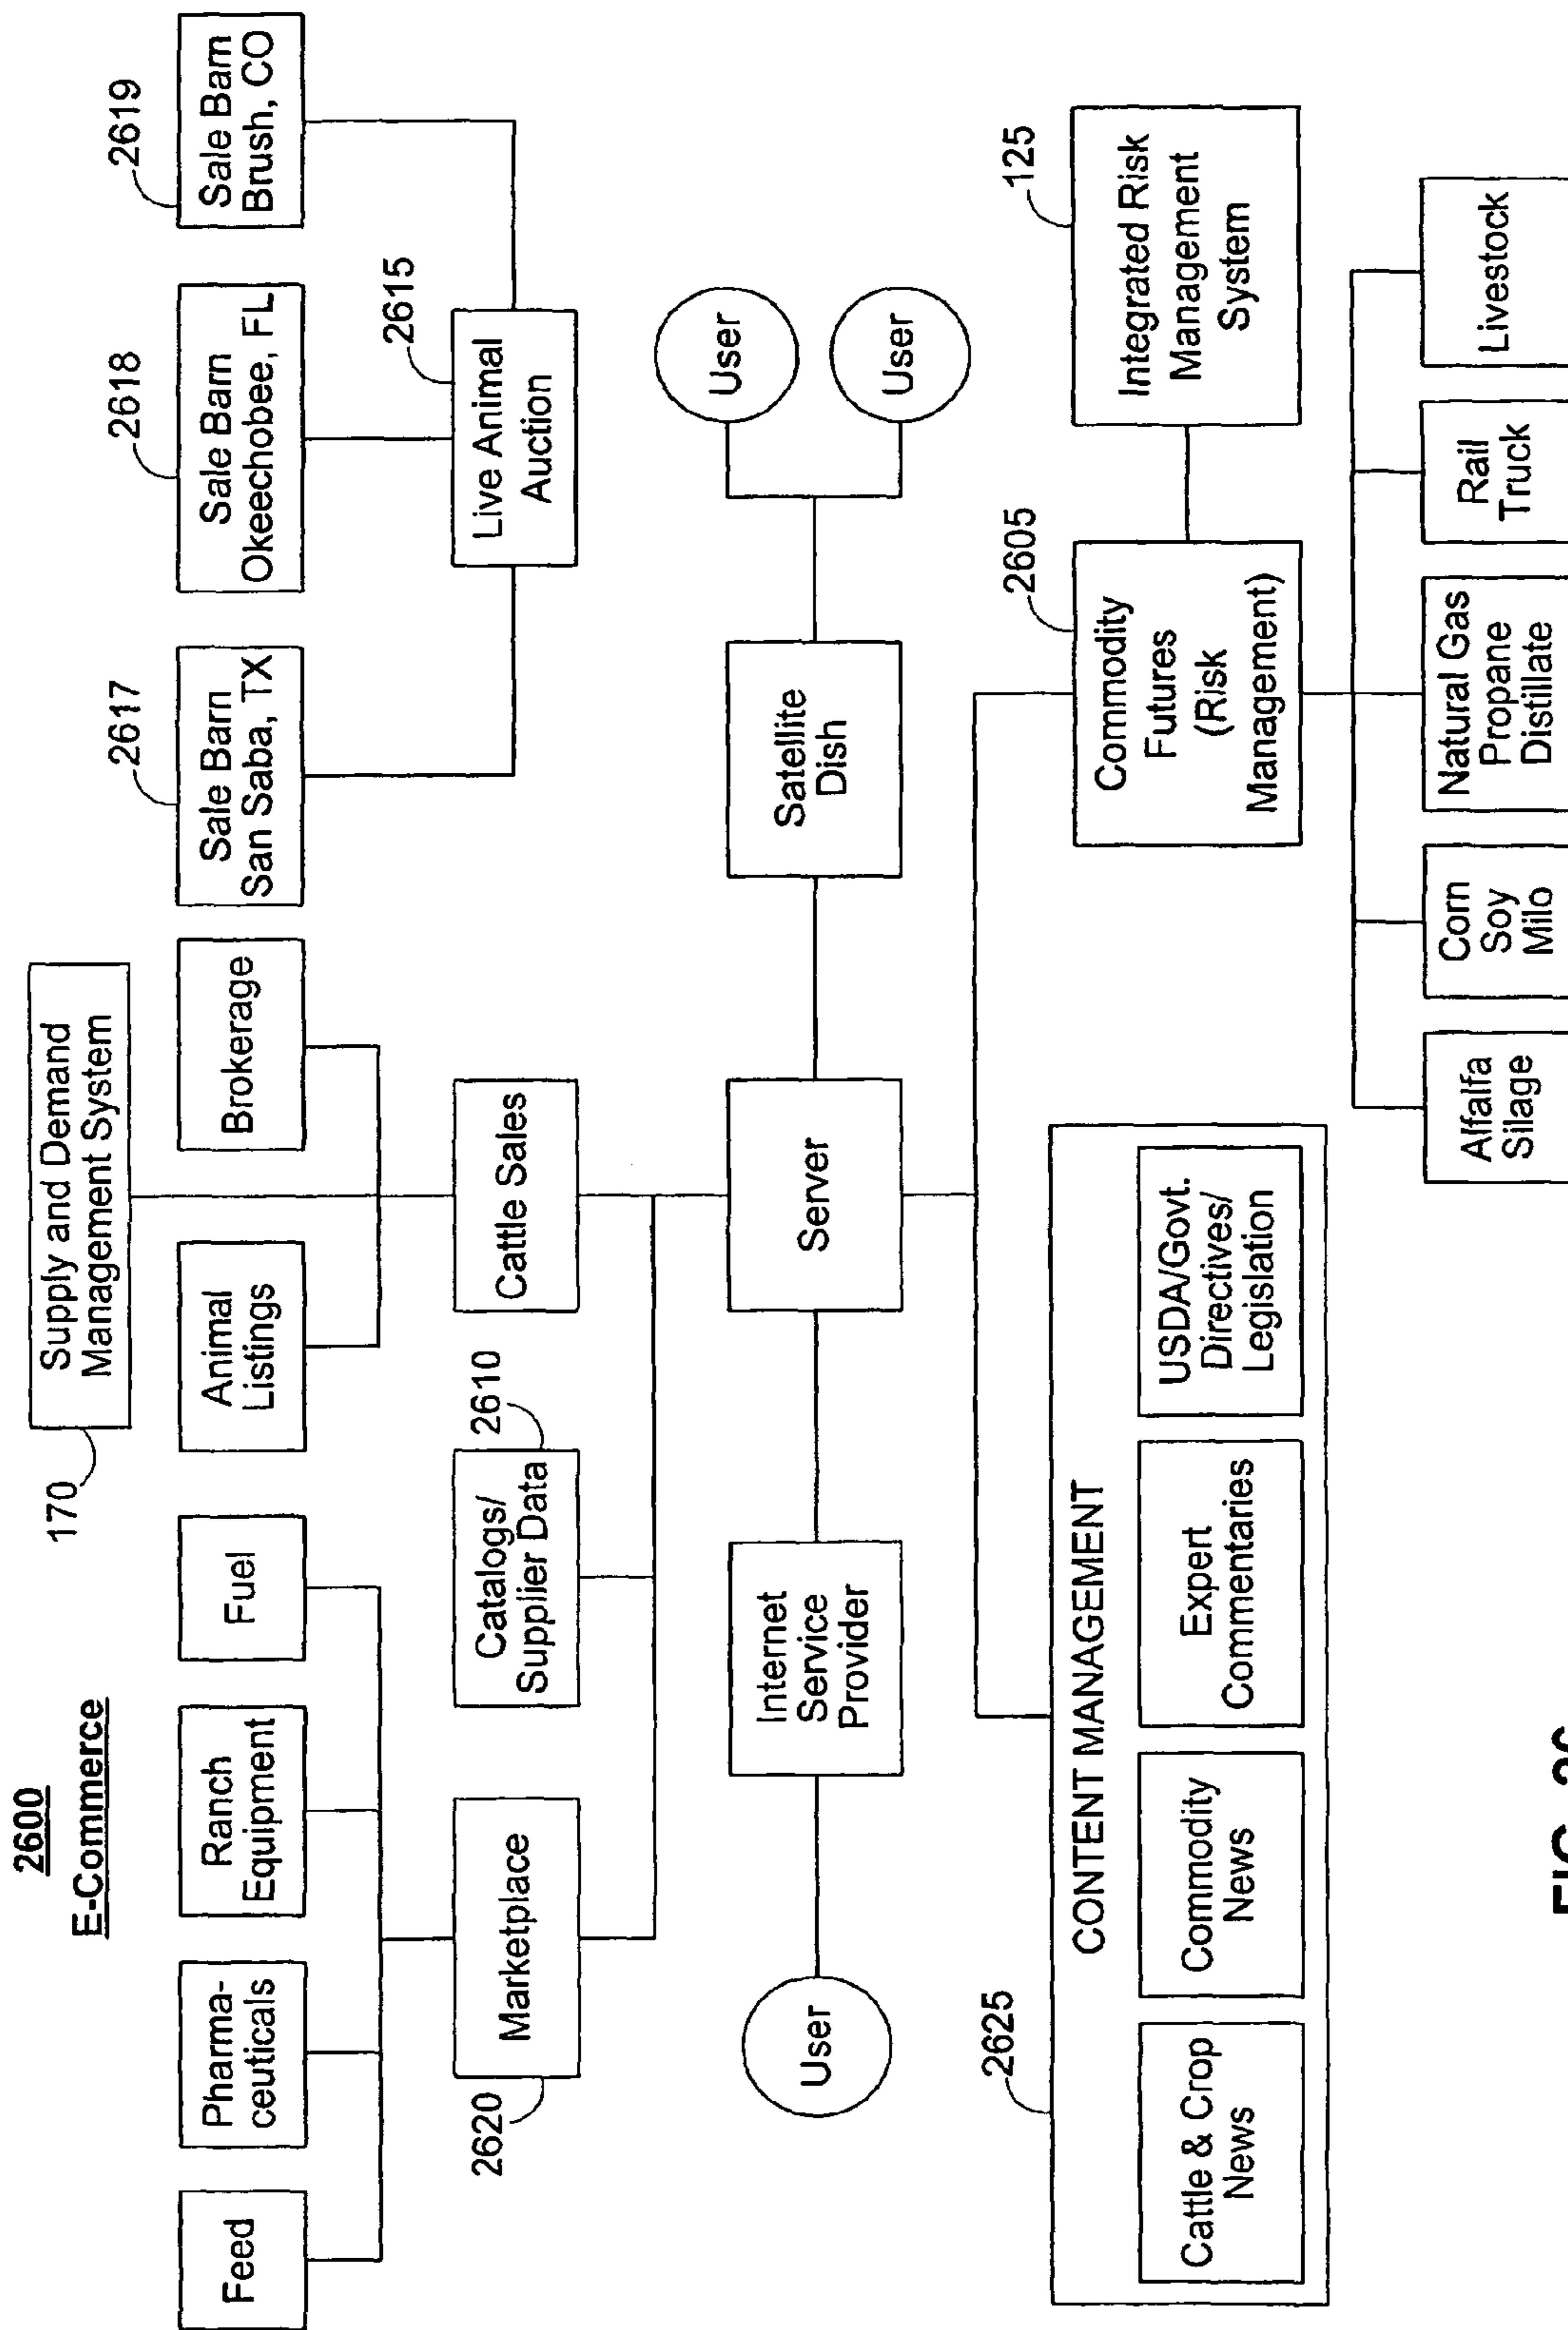 2600
E-Commerce
170
Supply and Demand
Management System
Feed
Pharma-
ceuticals
Ranch
Equipment
Fuel
Animal
Listings
Brokerage
2617
Sale Barn
San Saba, TX
2618
Sale Barn
Okeechobee, FL
2619
Sale Barn
Brush, CO
2620
Marketplace
2610
Catalogs/
Supplier Data
Cattle Sales
2615
Live Animal
Auction
User
Internet
Service
Provider
Server
Satellite
Dish
User
User
2625
CONTENT MANAGEMENT
Cattle & Crop
News
Commodity
News
Expert
Commentaries
USDA/Govt.
Directives/
Legislation
2605
Commodity
Futures
(Risk
Management)
125
Integrated Risk
Management
System
Alfalfa
Silage
Corn
Soy
Milo
Natural Gas
Propane
Distillate
Rail
Truck
Livestock
FIG. 26